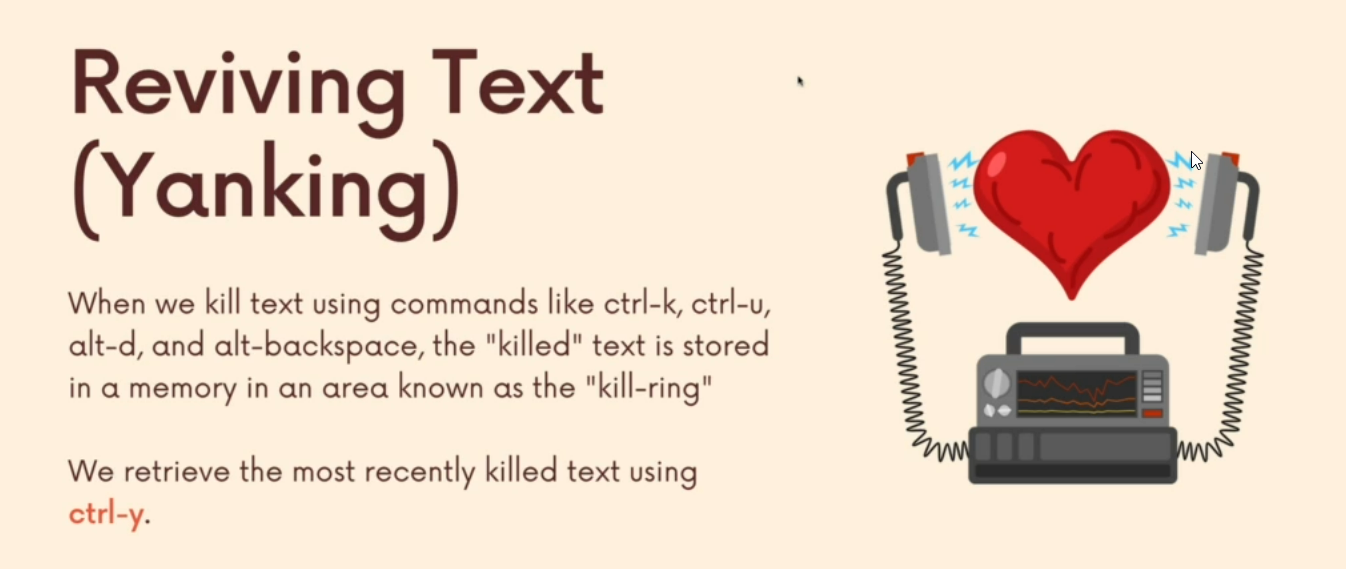 Reviving Text
(Yanking)
When we kill text using commands like ctrl-k, ctrl-u,
alt-d, and alt-backspace, the "killed" text is stored
in a memory in an area known as the "kill-ring"
We retrieve the most recently killed text using
ctrl-y.